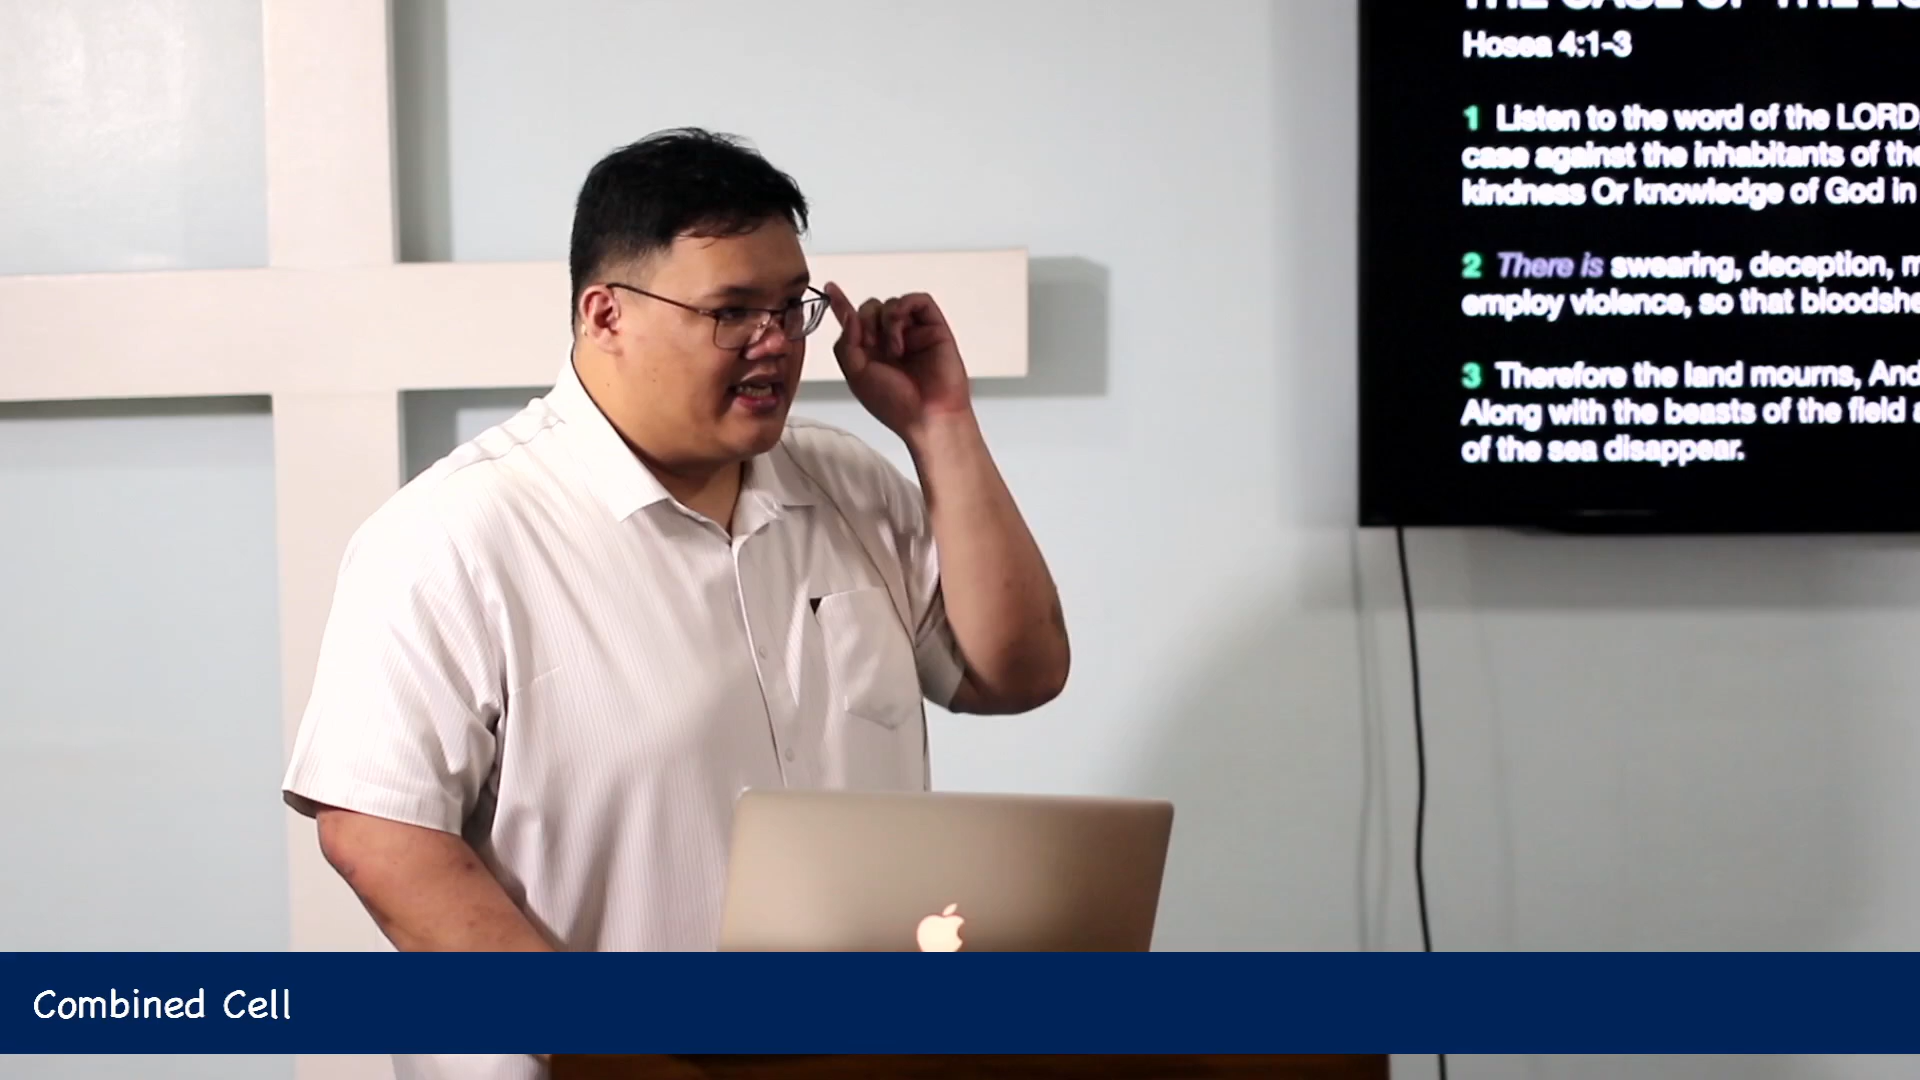 Hosea 4:1-3
1 Listen to the word of the LORD,
case against the inhabitants of the
kindness Or knowledge of God in
2 There is swearing, deception,
employ violence, so that
3 Therefore the land mourns, And
Along with the beasts of the field
of the sea disappear.
Combined Cell